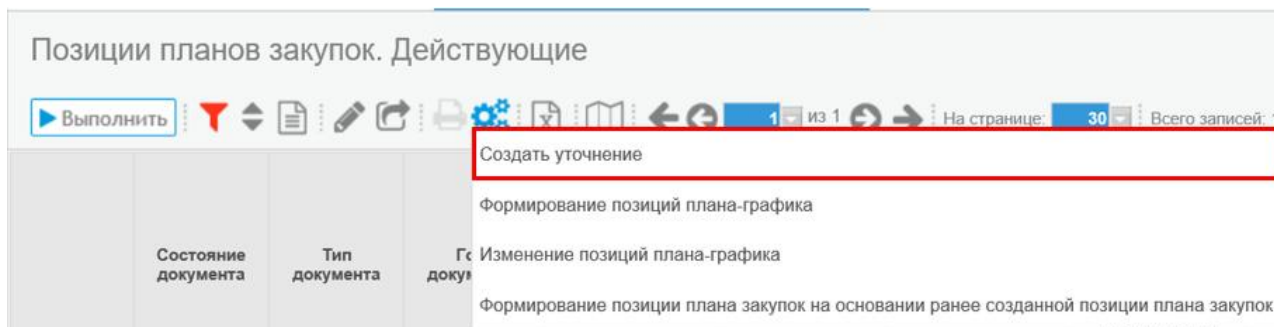 Позиции планов закупок. Действующие
Выполнить 1 из 1 На странице: 30 Всего записей:
Создать уточнение
Формирование позиций плана-графика
Состояние документа
Тип документа
Изменение позиций плана-графика
Формирование позиции плана закупок на основании ранее созданной позиции плана закупок